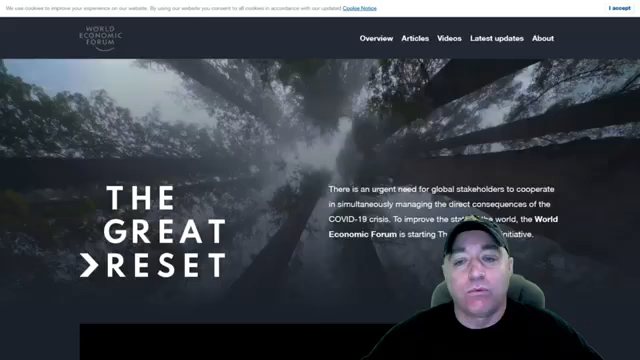 We use cookies to improve your experience on our website. By using our website you consent to all cookies in accordance with our updated Cookie Notice.
I accept
WORLD
ECONOMIC
FORUM
Overview Articles Videos Latest updates About
THE
GREAT
RESET
There is an urgent need for global stakeholders to cooperate
in simultaneously managing the direct consequences of the
COVID-19 crisis. To improve the state of the world, the World
Economic Forum is starting Th initiative.